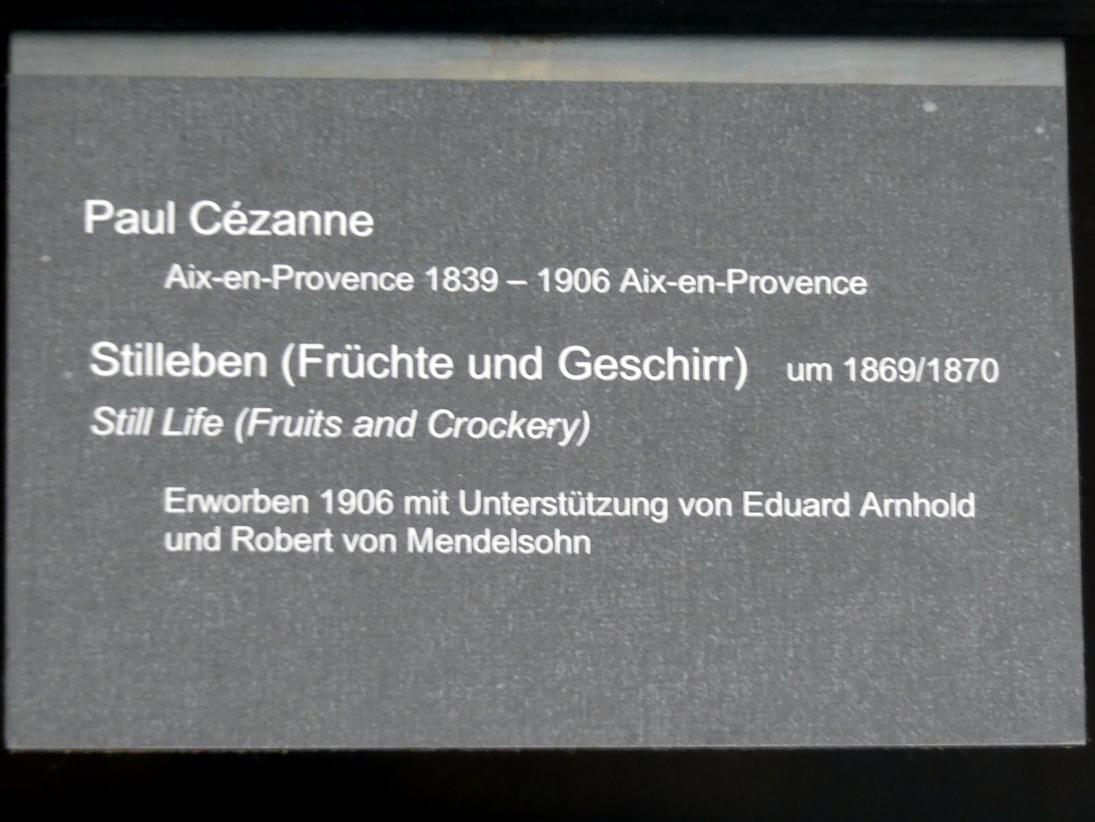 Paul Cézanne
Aix-en-Provence 1839 – 1906 Aix-en-Provence
Stilleben (Früchte und Geschirr) um 1869/1870
Still Life (Fruits and Crockery)
Erworben 1906 mit Unterstützung von Eduard Arnhold
und Robert von Mendelsohn